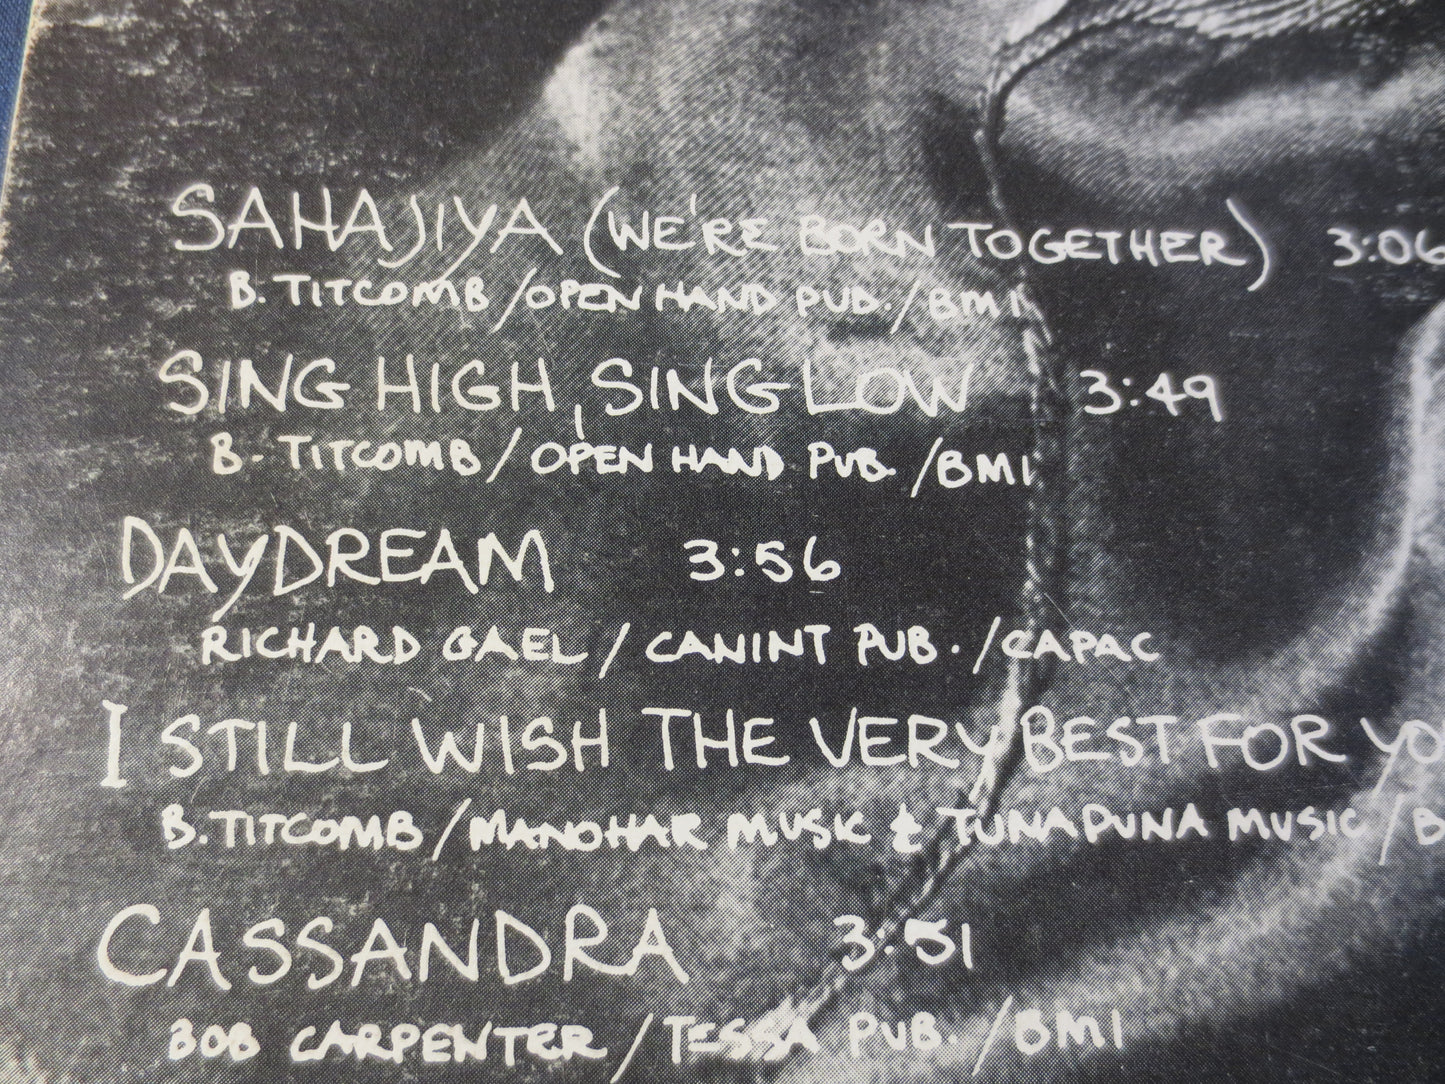 SAHAJIYA (WE'RE BORN TOGETHER) 3:06
B. TITCOMB / OPEN HAND PUB. / BMI
SING HIGH, SING LOW 3:49
B. TITCOMB / OPEN HAND PUB. / BMI
DAYDREAM 3:56
RICHARD GAEL / CANINT PUB. / CAPAC
I STILL WISH THE VERY BEST FOR YO
B. TITCOMB / MANOHAR MUSIC & TUNAPUNA MUSIC / B
CASSANDRA 3:51
BOB CARPENTER / TESSA PUB. / BMI